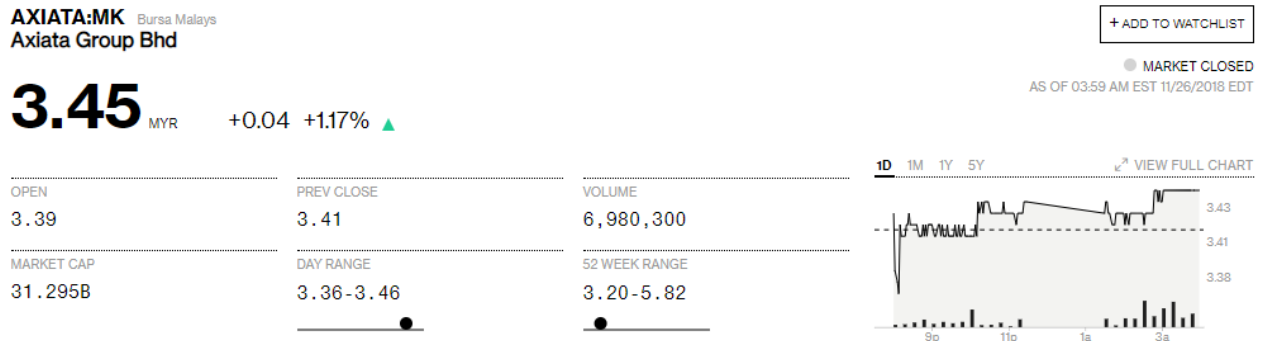 AXIATA:MK Bursa Malays
Axiata Group Bhd
+ ADD TO WATCHLIST
MARKET CLOSED
AS OF 03:59 AM EST 11/26/2018 EDT
3.45 MYR +0.04 +1.17%
1D 1M 1Y 5Y VIEW FULL CHART
OPEN
3.39
PREV CLOSE
3.41
VOLUME
6,980,300
MARKET CAP
31.295B
DAY RANGE
3.36-3.46
52 WEEK RANGE
3.20-5.82
3.43
3.41
3.38
9p 11p 1a 3a